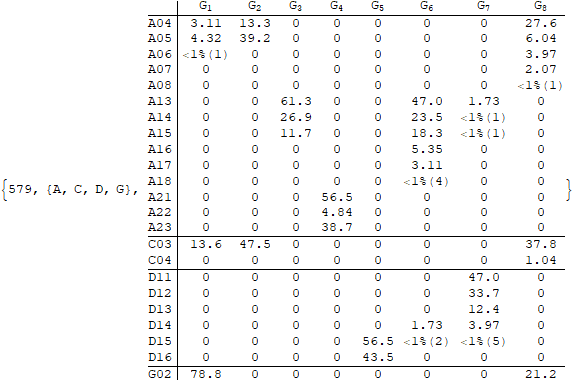 G₁ G₂ G₃ G₄ G₅ G₆ G₇ G₈
A04 3.11 13.3 0 0 0 0 0 27.6
A05 4.32 39.2 0 0 0 0 0 6.04
A06 <1%(1) 0 0 0 0 0 0 3.97
A07 0 0 0 0 0 0 0 2.07
A08 0 0 0 0 0 0 0 <1%(1)
A13 0 0 61.3 0 0 47.0 1.73 0
A14 0 0 26.9 0 0 23.5 <1%(1) 0
A15 0 0 11.7 0 0 18.3 <1%(1) 0
A16 0 0 0 0 0 5.35 0 0
A17 0 0 0 0 0 3.11 0 0
A18 0 0 0 0 0 <1%(4) 0 0
{579, {A, C, D, G}, A21 0 0 0 56.5 0 0 0 0 }
A22 0 0 0 4.84 0 0 0 0
A23 0 0 0 38.7 0 0 0 0
C03 13.6 47.5 0 0 0 0 0 37.8
C04 0 0 0 0 0 0 0 1.04
D11 0 0 0 0 0 0 47.0 0
D12 0 0 0 0 0 0 33.7 0
D13 0 0 0 0 0 0 12.4 0
D14 0 0 0 0 0 1.73 3.97 0
D15 0 0 0 0 56.5 <1%(2) <1%(5) 0
D16 0 0 0 0 43.5 0 0 0
G02 78.8 0 0 0 0 0 0 21.2